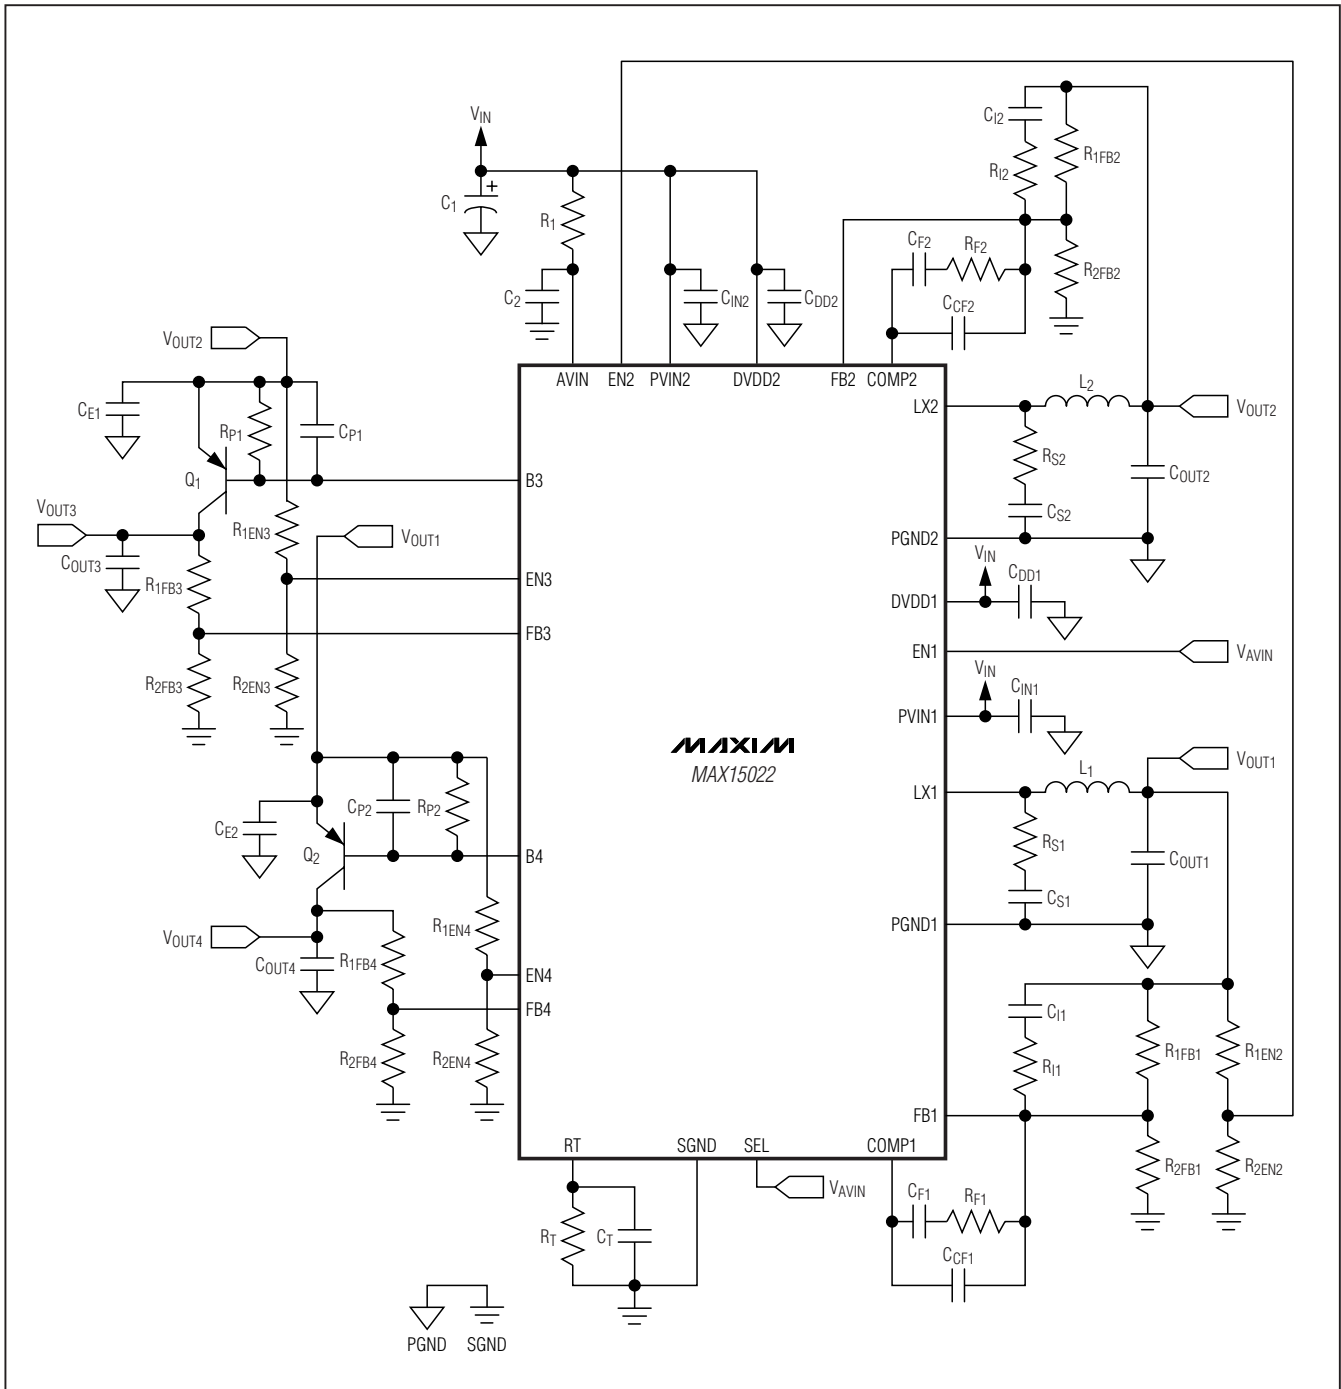 VIN
C1
+
R1
C2
CIN2
CDD2
CI2
RI2
R1FB2
CF2
RF2
R2FB2
CCF2
VOUT2
CE1
RP1
CP1
Q1
VOUT3
COUT3
R1FB3
R1EN3
VOUT1
R2FB3
R2EN3
AVIN
EN2
PVIN2
DVDD2
FB2
COMP2
LX2
L2
VOUT2
RS2
COUT2
CS2
PGND2
B3
EN3
FB3
VIN
CDD1
DVDD1
EN1
VAVIN
VIN
CIN1
PVIN1
MAXIM
MAX15022
CP2
RP2
CE2
Q2
B4
VOUT4
COUT4
R1FB4
R1EN4
EN4
FB4
R2FB4
R2EN4
LX1
L1
VOUT1
RS1
COUT1
CS1
PGND1
CI1
RI1
R1FB1
R1EN2
FB1
R2FB1
R2EN2
RT
SGND
SEL
COMP1
VAVIN
RT
CT
CF1
RF1
CCF1
PGND
SGND